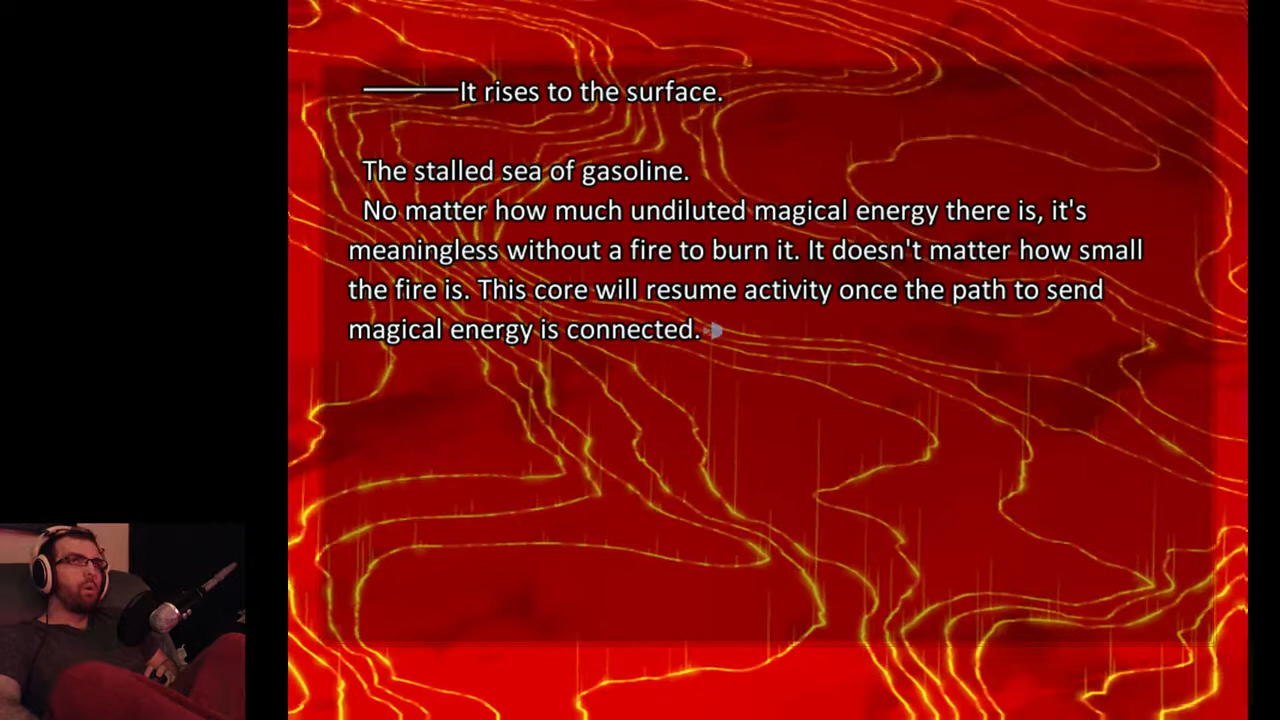 ————It rises to the surface.
The stalled sea of gasoline.
No matter how much undiluted magical energy there is, it's
meaningless without a fire to burn it. It doesn't matter how small
the fire is. This core will resume activity once the path to send
magical energy is connected.